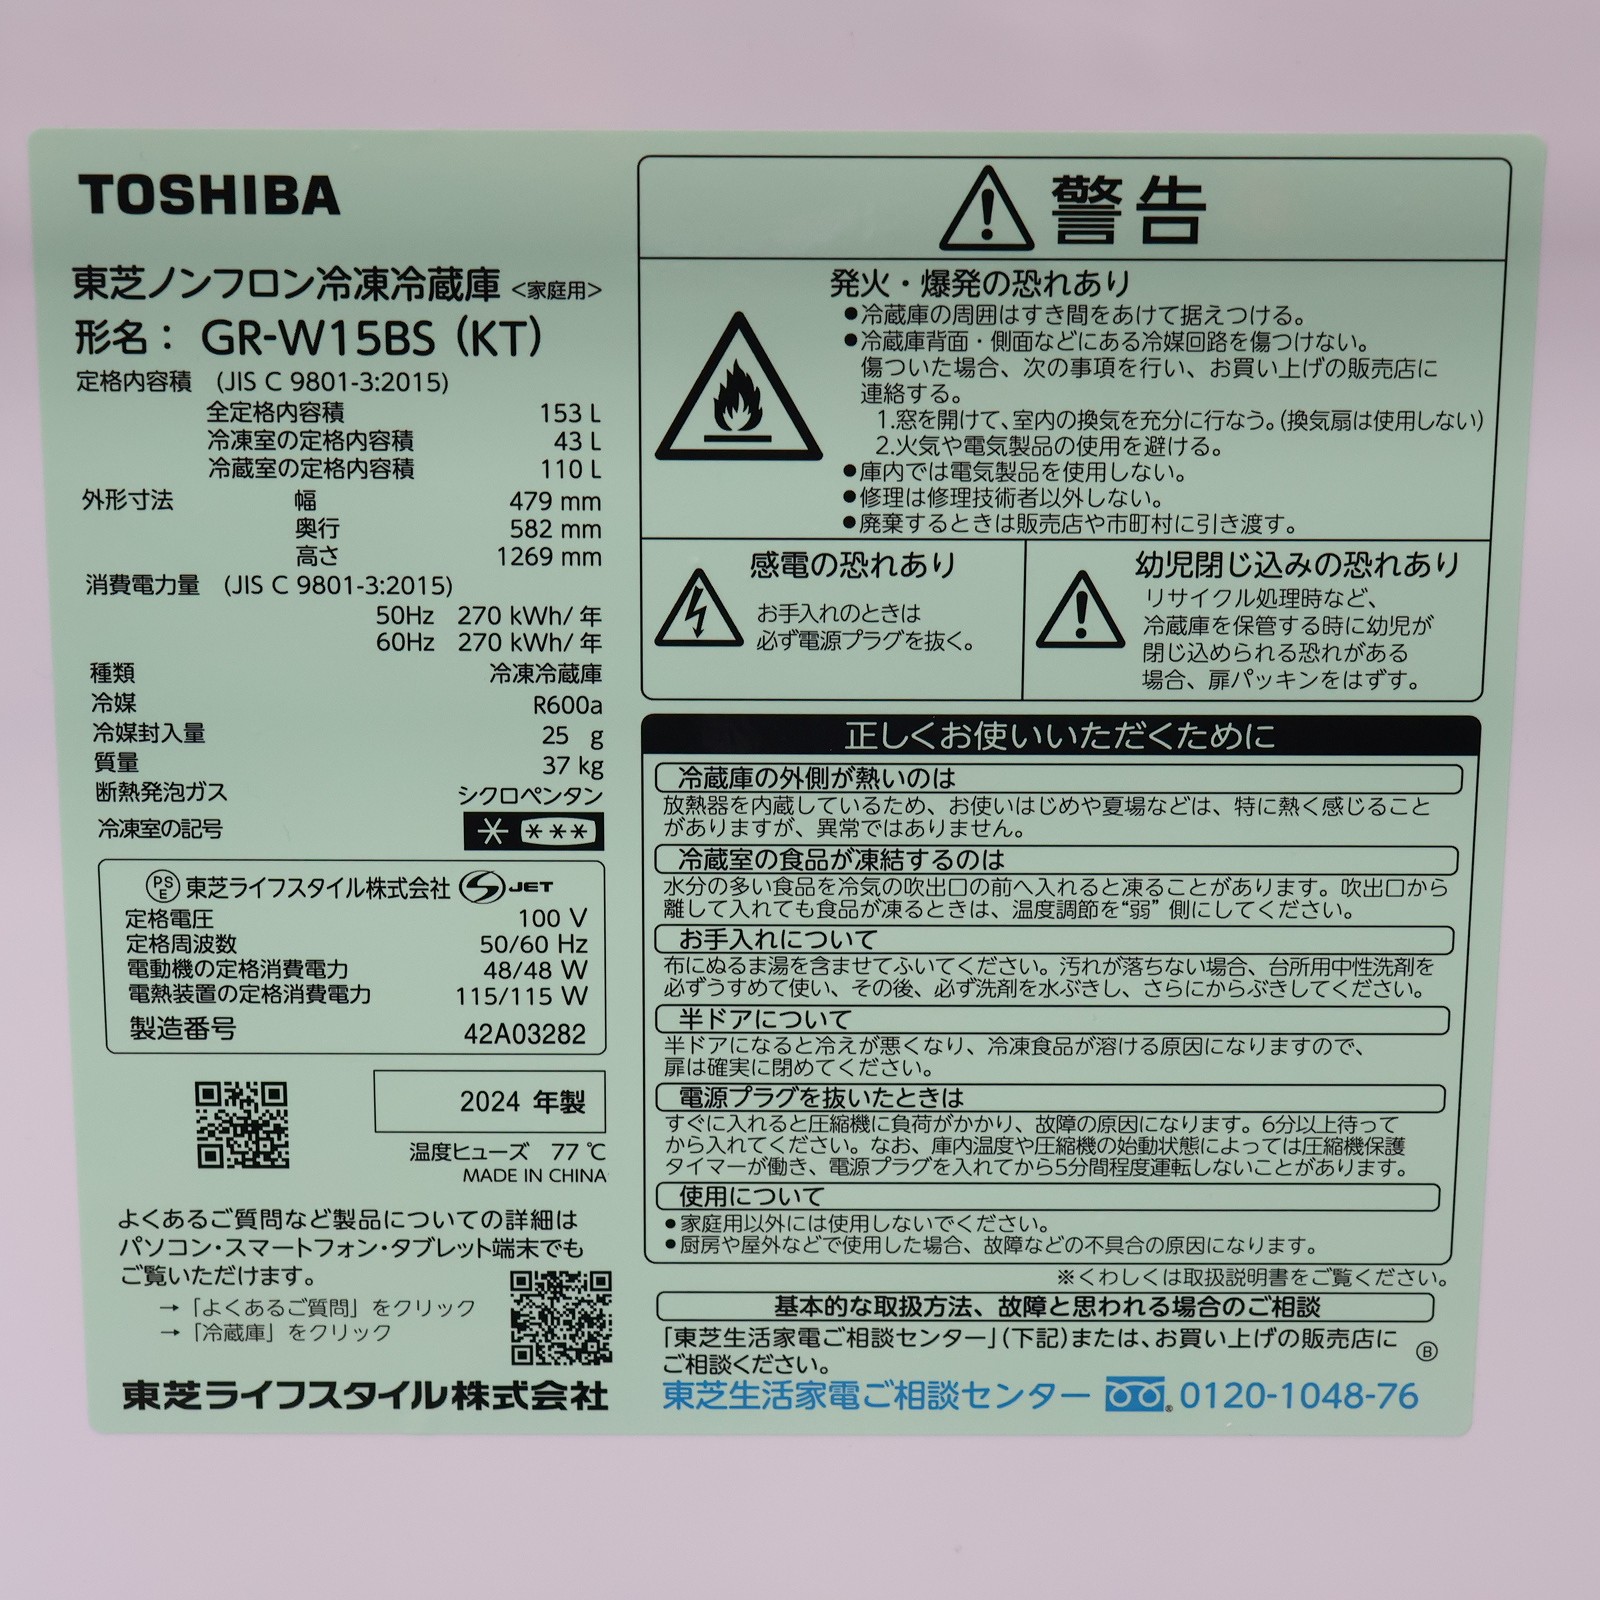 TOSHIBA
東芝ノンフロン冷凍冷蔵庫 <家庭用>
形名： GR-W15BS (KT)
定格内容積 (JIS C 9801-3:2015)
全定格内容積 153 L
冷凍室の定格内容積 43 L
冷蔵室の定格内容積 110 L
外形寸法 幅 479 mm
奥行 582 mm
高さ 1269 mm
消費電力量 (JIS C 9801-3:2015)
50Hz 270 kWh/年
60Hz 270 kWh/年
種類 冷凍冷蔵庫
冷媒 R600a
冷媒封入量 25 g
質量 37 kg
断熱発泡ガス シクロペンタン
冷凍室の記号 * ***
PSE 東芝ライフスタイル株式会社 S JET
定格電圧 100 V
定格周波数 50/60 Hz
電動機の定格消費電力 48/48 W
電熱装置の定格消費電力 115/115 W
製造番号 42A03282
2024 年製
温度ヒューズ 77 ℃
MADE IN CHINA
よくあるご質問など製品についての詳細は
パソコン・スマートフォン・タブレット端末でも
ご覧いただけます。
→「よくあるご質問」をクリック
→「冷蔵庫」をクリック
東芝ライフスタイル株式会社
警告
発火・爆発の恐れあり
●冷蔵庫の周囲はすき間をあけて据えつける。
●冷蔵庫背面・側面などにある冷媒回路を傷つけない。
傷ついた場合、次の事項を行い、お買い上げの販売店に
連絡する。
1.窓を開けて、室内の換気を充分に行なう。(換気扇は使用しない)
2.火気や電気製品の使用を避ける。
●庫内では電気製品を使用しない。
●修理は修理技術者以外しない。
●廃棄するときは販売店や市町村に引き渡す。
感電の恐れあり
お手入れのときは
必ず電源プラグを抜く。
幼児閉じ込みの恐れあり
リサイクル処理時など、
冷蔵庫を保管する時に幼児が
閉じ込められる恐れがある
場合、扉パッキンをはずす。
正しくお使いいただくために
冷蔵庫の外側が熱いのは
放熱器を内蔵しているため、お使いはじめや夏場などは、特に熱く感じること
がありますが、異常ではありません。
冷蔵室の食品が凍結するのは
水分の多い食品を冷気の吹出口の前へ入れると凍ることがあります。吹出口から
離して入れても食品が凍るときは、温度調節を“弱”側にしてください。
お手入れについて
布にぬるま湯を含ませてふいてください。汚れが落ちない場合、台所用中性洗剤を
必ずうすめて使い、その後、必ず洗剤を水ぶきし、さらにからぶきしてください。
半ドアについて
半ドアになると冷えが悪くなり、冷凍食品が溶ける原因になりますので、
扉は確実に閉めてください。
電源プラグを抜いたときは
すぐに入れると圧縮機に負荷がかかり、故障の原因になります。6分以上待って
から入れてください。なお、庫内温度や圧縮機の始動状態によっては圧縮機保護
タイマーが働き、電源プラグを入れてから5分間程度運転しないことがあります。
使用について
●家庭用以外には使用しないでください。
●厨房や屋外などで使用した場合、故障などの不具合の原因になります。
※くわしくは取扱説明書をご覧ください。
基本的な取扱方法、故障と思われる場合のご相談
「東芝生活家電ご相談センター」(下記)または、お買い上げの販売店に
ご相談ください。
Ⓑ
東芝生活家電ご相談センター 0120-1048-76